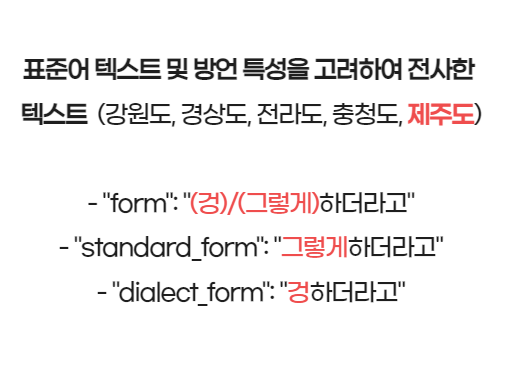 표준어 텍스트 및 방언 특성을 고려하여 전사한
텍스트 (강원도, 경상도, 전라도, 충청도, 제주도)
- "form": "(겅)/(그렇게)하더라고"
- "standard_form": "그렇게하더라고"
- "dialect_form": "겅하더라고"